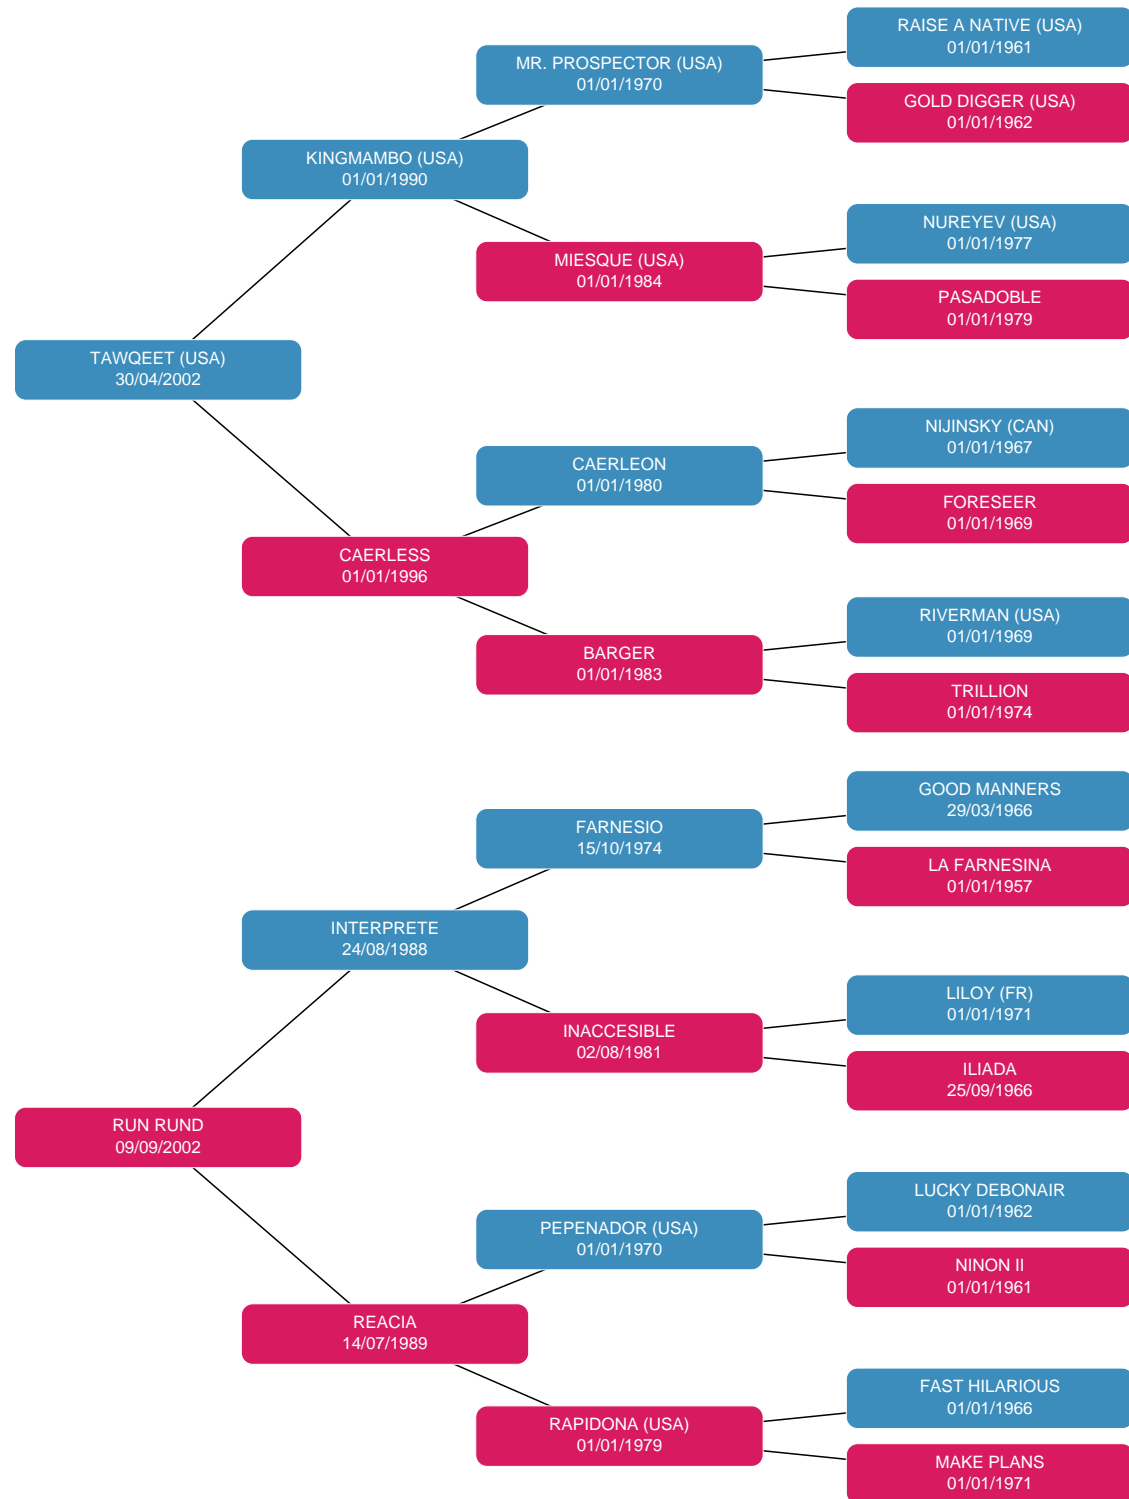 RAISE A NATIVE (USA)
01/01/1961
MR. PROSPECTOR (USA)
01/01/1970
GOLD DIGGER (USA)
01/01/1962
KINGMAMBO (USA)
01/01/1990
NUREYEV (USA)
01/01/1977
MIESQUE (USA)
01/01/1984
PASADOBLE
01/01/1979
TAWQEET (USA)
30/04/2002
NIJINSKY (CAN)
01/01/1967
CAERLEON
01/01/1980
FORESEER
01/01/1969
CAERLESS
01/01/1996
RIVERMAN (USA)
01/01/1969
BARGER
01/01/1983
TRILLION
01/01/1974
GOOD MANNERS
29/03/1966
FARNESIO
15/10/1974
LA FARNESINA
01/01/1957
INTERPRETE
24/08/1988
LILOY (FR)
01/01/1971
INACCESIBLE
02/08/1981
ILIADA
25/09/1966
RUN RUND
09/09/2002
LUCKY DEBONAIR
01/01/1962
PEPENADOR (USA)
01/01/1970
NINON II
01/01/1961
REACIA
14/07/1989
FAST HILARIOUS
01/01/1966
RAPIDONA (USA)
01/01/1979
MAKE PLANS
01/01/1971